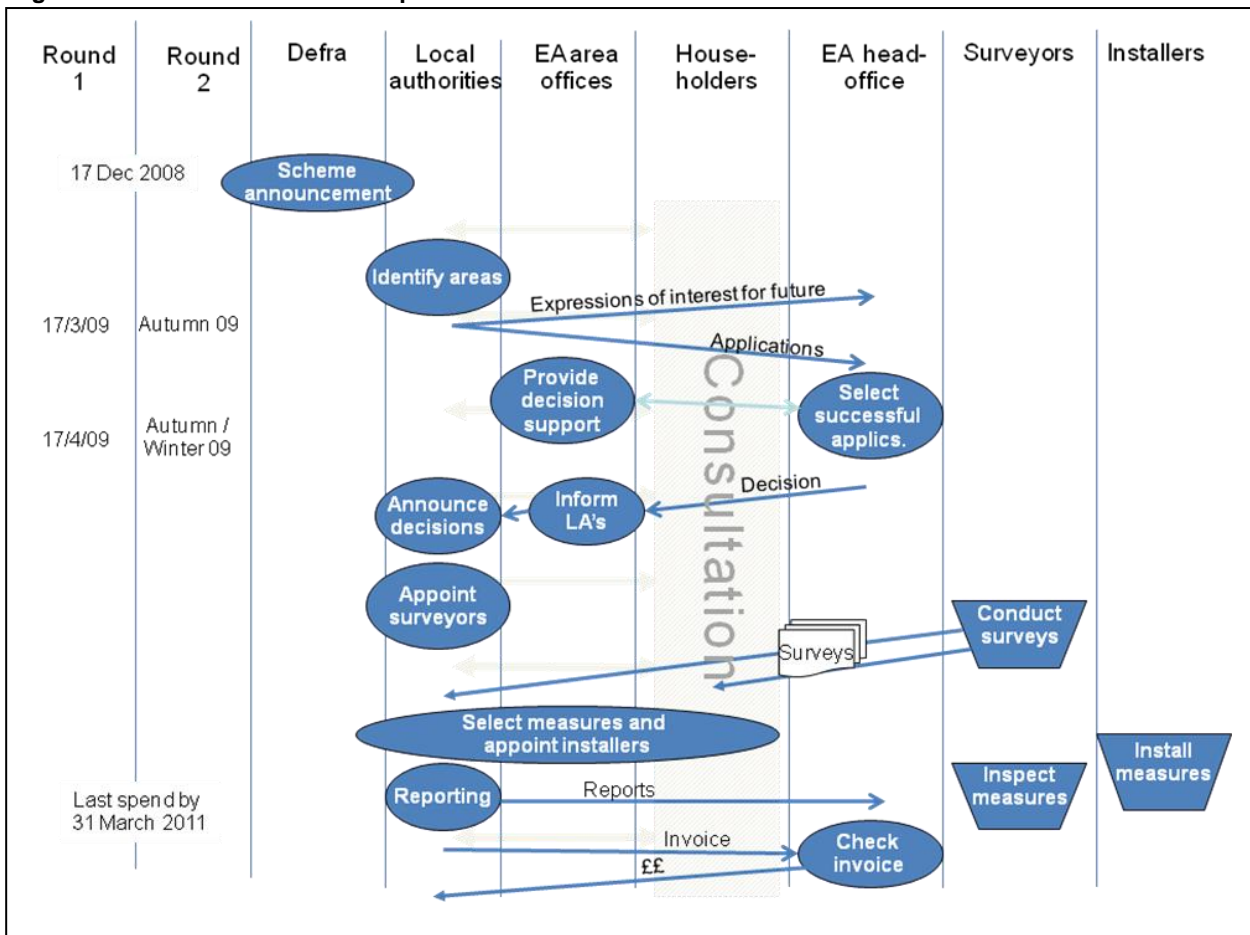 Round
1
Round
2
Defra
Local
authorities
EA area
offices
House-
holders
EA head-
office
Surveyors
Installers
17 Dec 2008
Scheme
announcement
Identify areas
Expressions of interest for future
17/3/09
Autumn 09
Applications
Provide
decision
support
Select
successful
applics.
17/4/09
Autumn /
Winter 09
Consultation
Decision
Announce
decisions
Inform
LA's
Appoint
surveyors
Conduct
surveys
Surveys
Select measures and
appoint installers
Install
measures
Inspect
measures
Reporting
Reports
Last spend by
31 March 2011
Invoice
Check
invoice
££